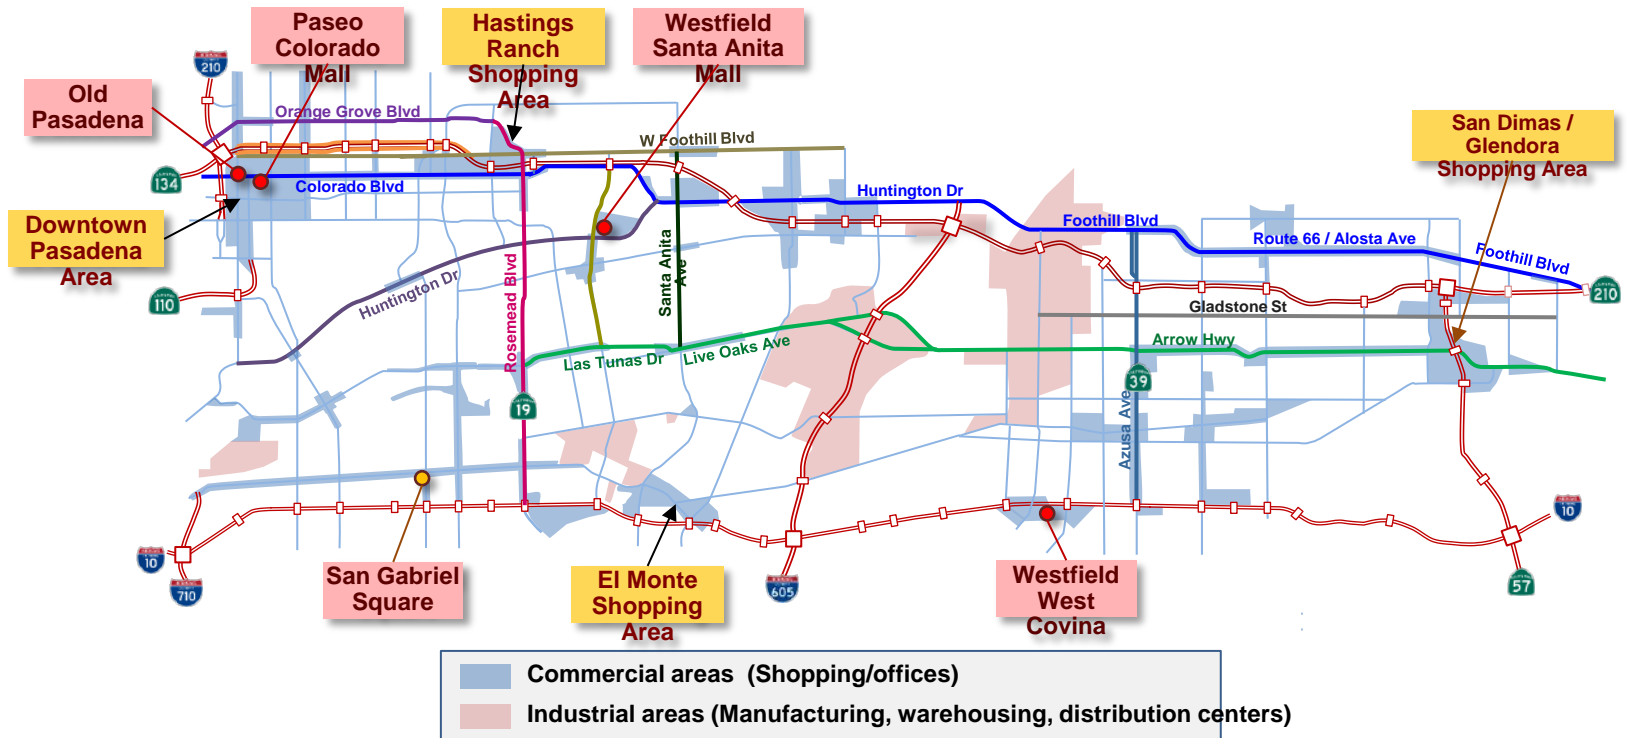 Paseo
Colorado
Mall
Hastings
Ranch
Shopping
Area
Westfield
Santa Anita
Mall
210
Old
Pasadena
Orange Grove Blvd
W Foothill Blvd
San Dimas /
Glendora
Shopping Area
134
Colorado Blvd
Huntington Dr
Foothill Blvd
Route 66 / Alosta Ave
Foothill Blvd
Downtown
Pasadena
Area
110
Huntington Dr
Rosemead Blvd
Santa Anita
Ave
210
Gladstone St
Las Tunas Dr
Live Oaks Ave
Arrow Hwy
39
19
Azusa Ave
10
10
710
San Gabriel
Square
El Monte
Shopping
Area
605
Westfield
West
Covina
57
Commercial areas (Shopping/offices)
Industrial areas (Manufacturing, warehousing, distribution centers)